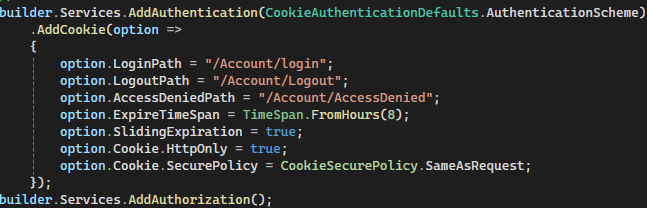 builder.Services.AddAuthentication(CookieAuthenticationDefaults.AuthenticationScheme)
    .AddCookie(option =>
    {
        option.LoginPath = "/Account/login";
        option.LogoutPath = "/Account/Logout";
        option.AccessDeniedPath = "/Account/AccessDenied";
        option.ExpireTimeSpan = TimeSpan.FromHours(8);
        option.SlidingExpiration = true;
        option.Cookie.HttpOnly = true;
        option.Cookie.SecurePolicy = CookieSecurePolicy.SameAsRequest;
    });
builder.Services.AddAuthorization();